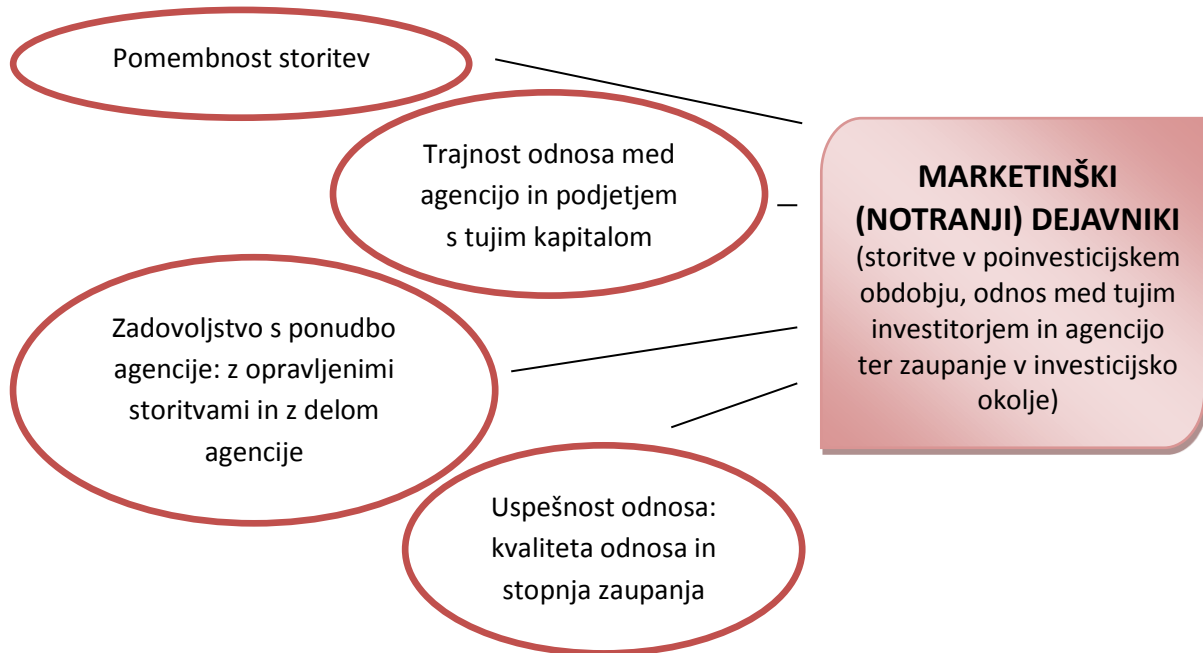 Pomembnost storitev
Trajnost odnosa med
agencijo in podjetjem
s tujim kapitalom
Zadovoljstvo s ponudbo
agencije: z opravljenimi
storitvami in z delom
agencije
Uspešnost odnosa:
kvaliteta odnosa in
stopnja zaupanja
MARKETINŠKI
(NOTRANJI) DEJAVNIKI
(storitve v poinvesticijskem
obdobju, odnos med tujim
investitorjem in agencijo
ter zaupanje v investicijsko
okolje)